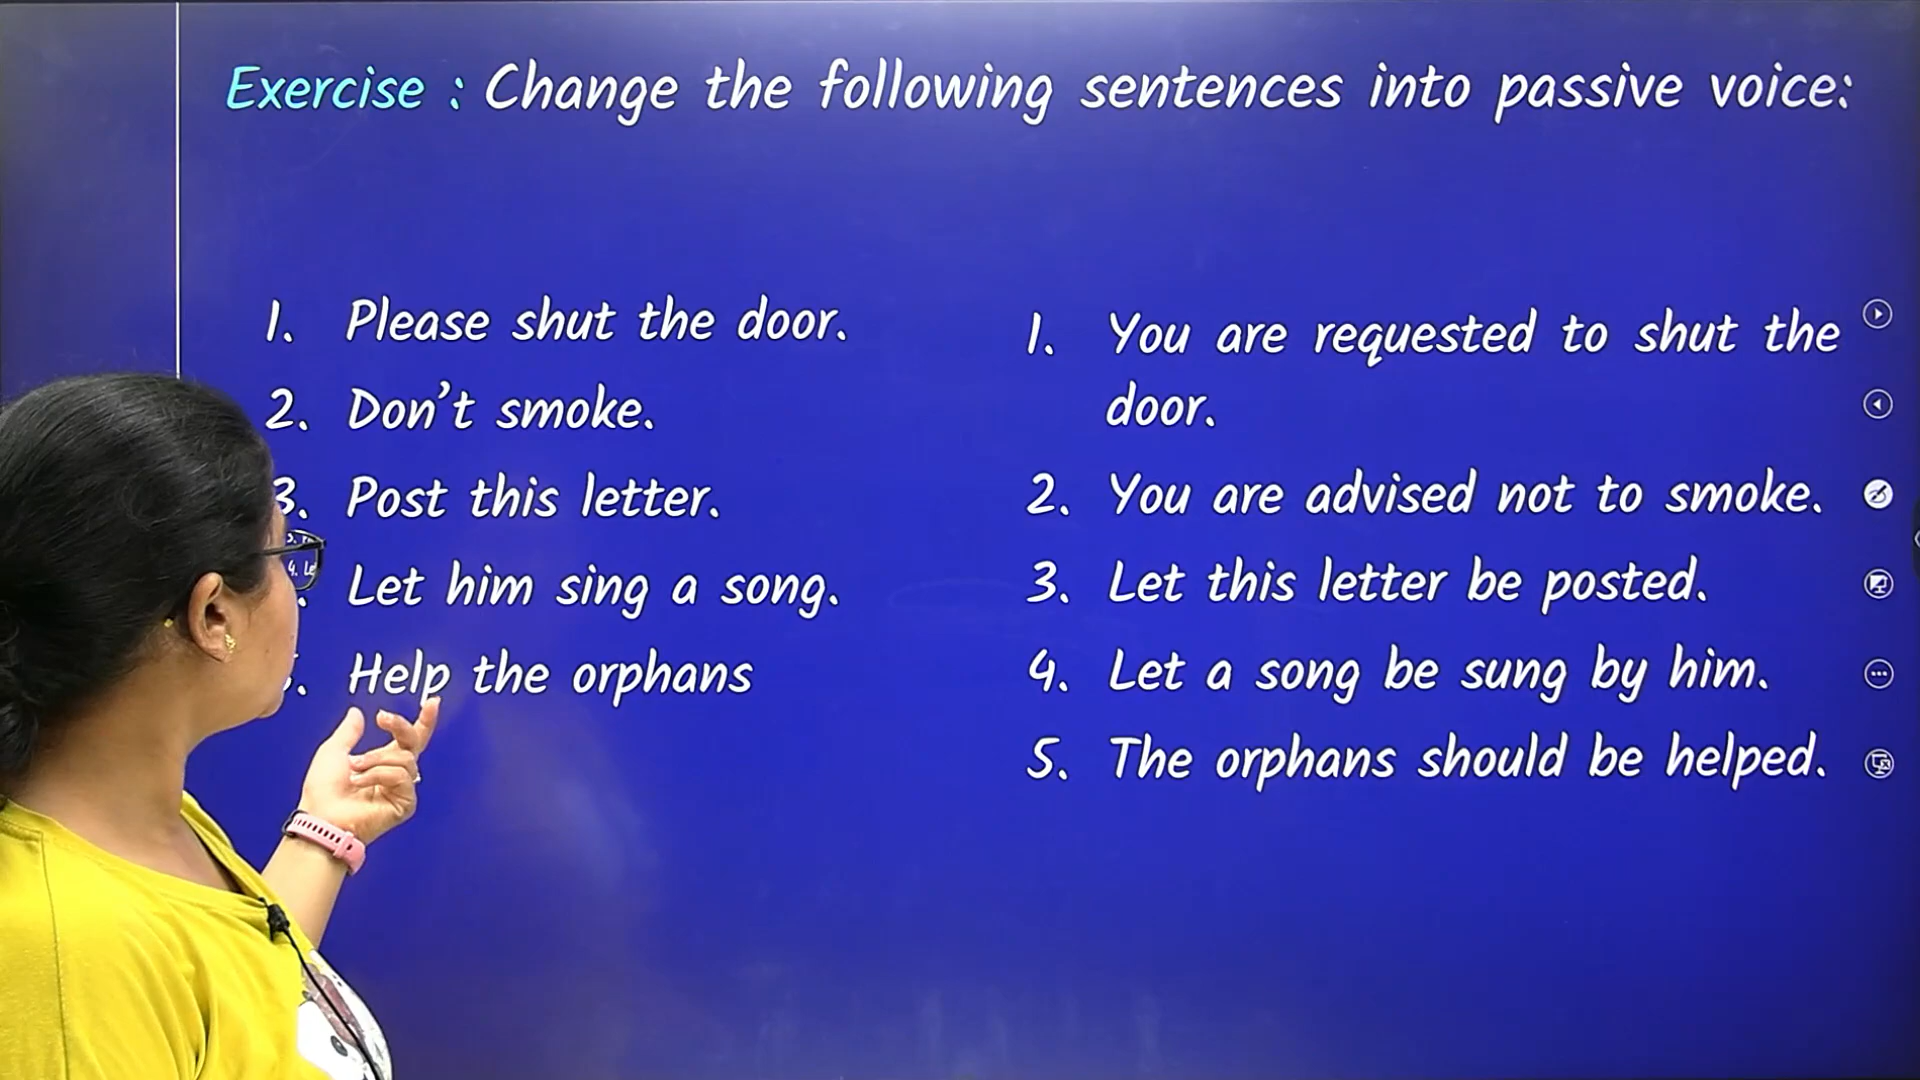 Exercise : Change the following sentences into passive voice:
1. Please shut the door.
2. Don't smoke.
3. Post this letter.
Let him sing a song.
Help the orphans
1. You are requested to shut the
door.
2. You are advised not to smoke.
3. Let this letter be posted.
4. Let a song be sung by him.
5. The orphans should be helped.